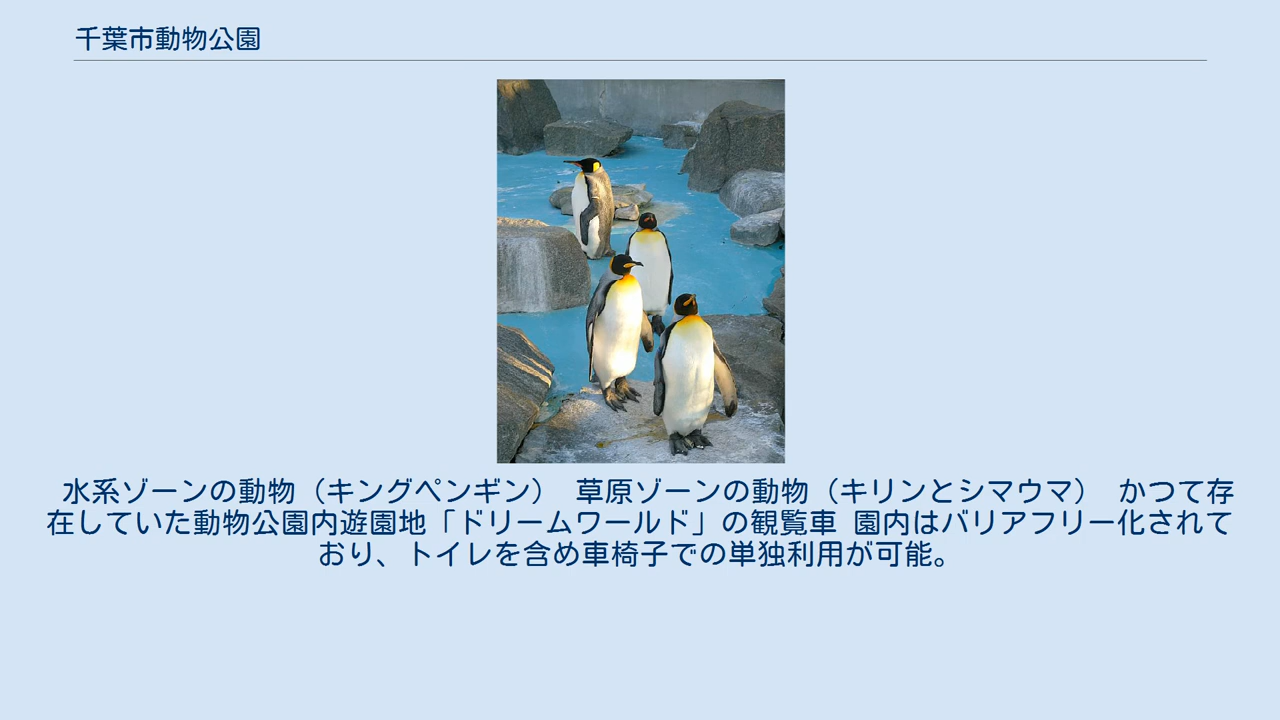 千葉市動物公園
水系ゾーンの動物（キングペンギン） 草原ゾーンの動物（キリンとシマウマ） かつて存
在していた動物公園内遊園地「ドリームワールド」の観覧車 園内はバリアフリー化されて
おり、トイレを含め車椅子での単独利用が可能。